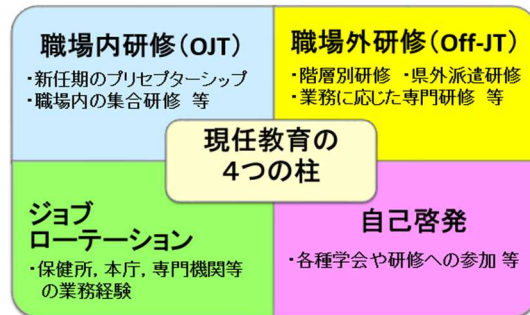 職場内研修(OJT)
・新任期のプリセプターシップ
・職場内の集合研修 等
職場外研修(Off-JT)
・階層別研修 ・県外派遣研修
・業務に応じた専門研修 等
現任教育の
4つの柱
ジョブ
ローテーション
・保健所,本庁,専門機関等
の業務経験
自己啓発
・各種学会や研修への参加 等